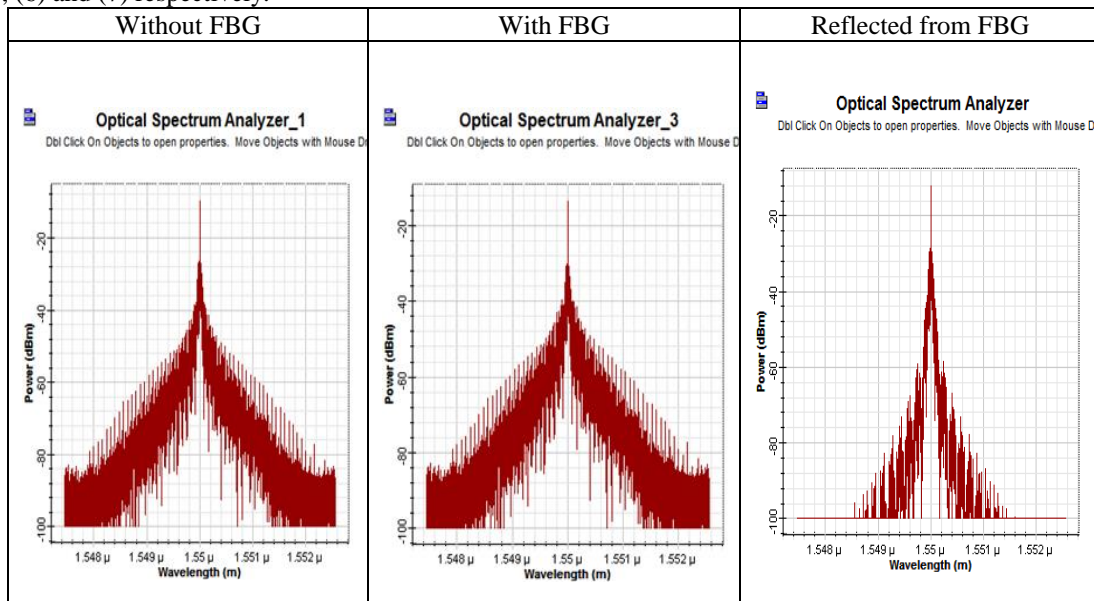 , (6) and (7) respectively.
Without FBG
With FBG
Reflected from FBG
Optical Spectrum Analyzer_1
Dbl Click On Objects to open properties. Move Objects with Mouse Dr
Power (dBm)
-20
-40
-60
-80
-100
1.548 µ 1.549 µ 1.55 µ 1.551 µ 1.552 µ
Wavelength (m)
Optical Spectrum Analyzer_3
Dbl Click On Objects to open properties. Move Objects with Mouse D
Power (dBm)
-20
-40
-60
-80
-100
1.548 µ 1.549 µ 1.55 µ 1.551 µ 1.552 µ
Wavelength (m)
Optical Spectrum Analyzer
Dbl Click On Objects to open properties. Move Objects with Mouse D
Power (dBm)
-20
-40
-60
-80
-100
1.548 µ 1.549 µ 1.55 µ 1.551 µ 1.552 µ
Wavelength (m)